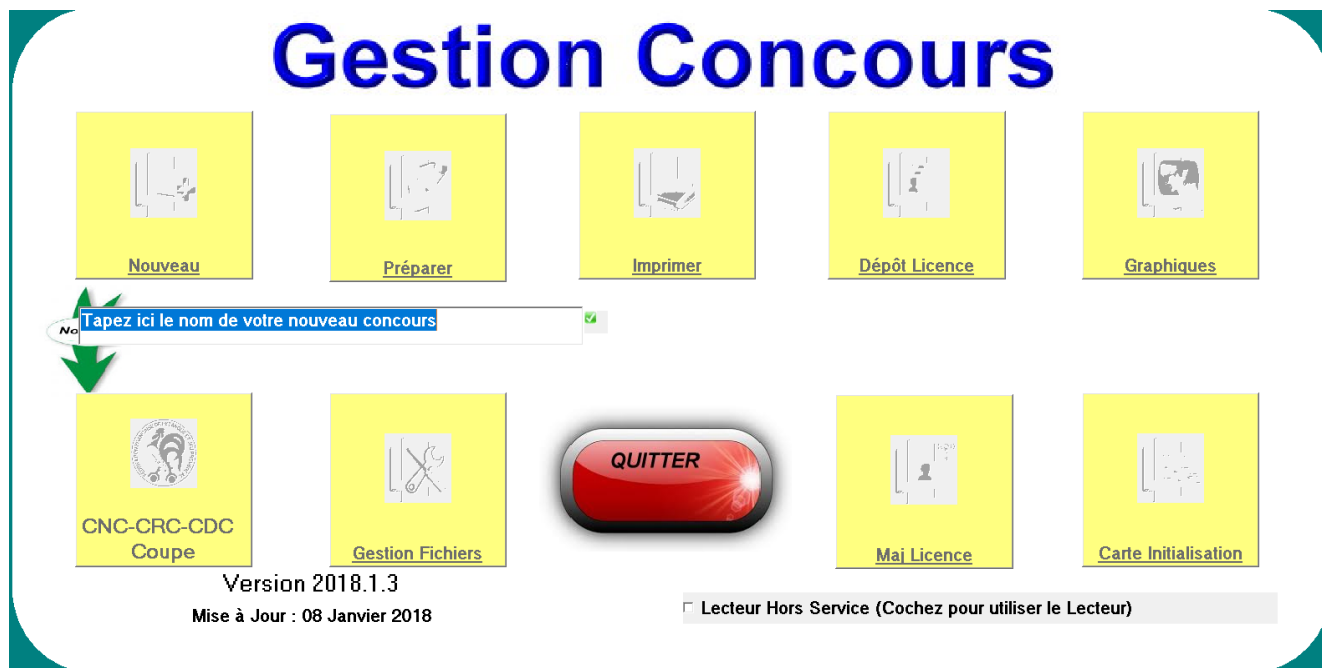 Gestion Concours
Nouveau
Préparer
Imprimer
Dépôt Licence
Graphiques
No
Tapez ici le nom de votre nouveau concours
QUITTER
CNC-CRC-CDC
Coupe
Gestion Fichiers
Maj Licence
Carte Initialisation
Version 2018.1.3
Mise à Jour : 08 Janvier 2018
Lecteur Hors Service (Cochez pour utiliser le Lecteur)